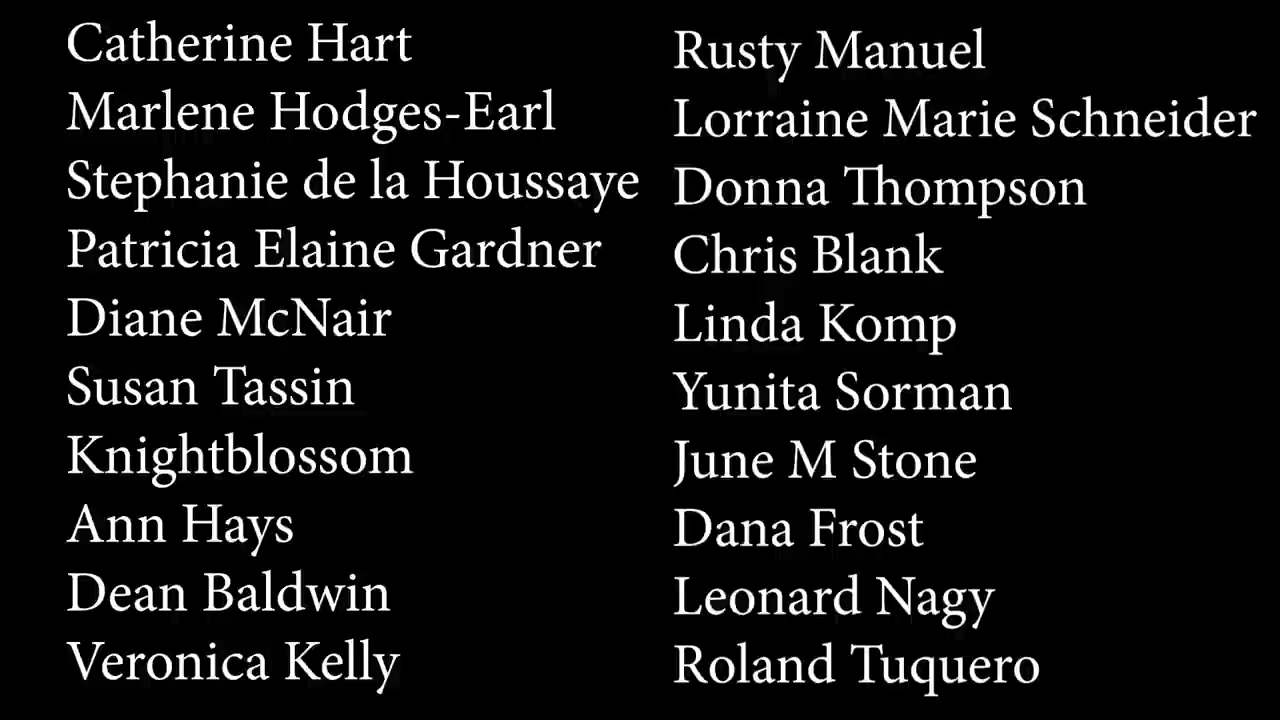 Catherine Hart
Marlene Hodges-Earl
Stephanie de la Houssaye
Patricia Elaine Gardner
Diane McNair
Susan Tassin
Knightblossom
Ann Hays
Dean Baldwin
Veronica Kelly
Rusty Manuel
Lorraine Marie Schneider
Donna Thompson
Chris Blank
Linda Komp
Yunita Sorman
June M Stone
Dana Frost
Leonard Nagy
Roland Tuquero